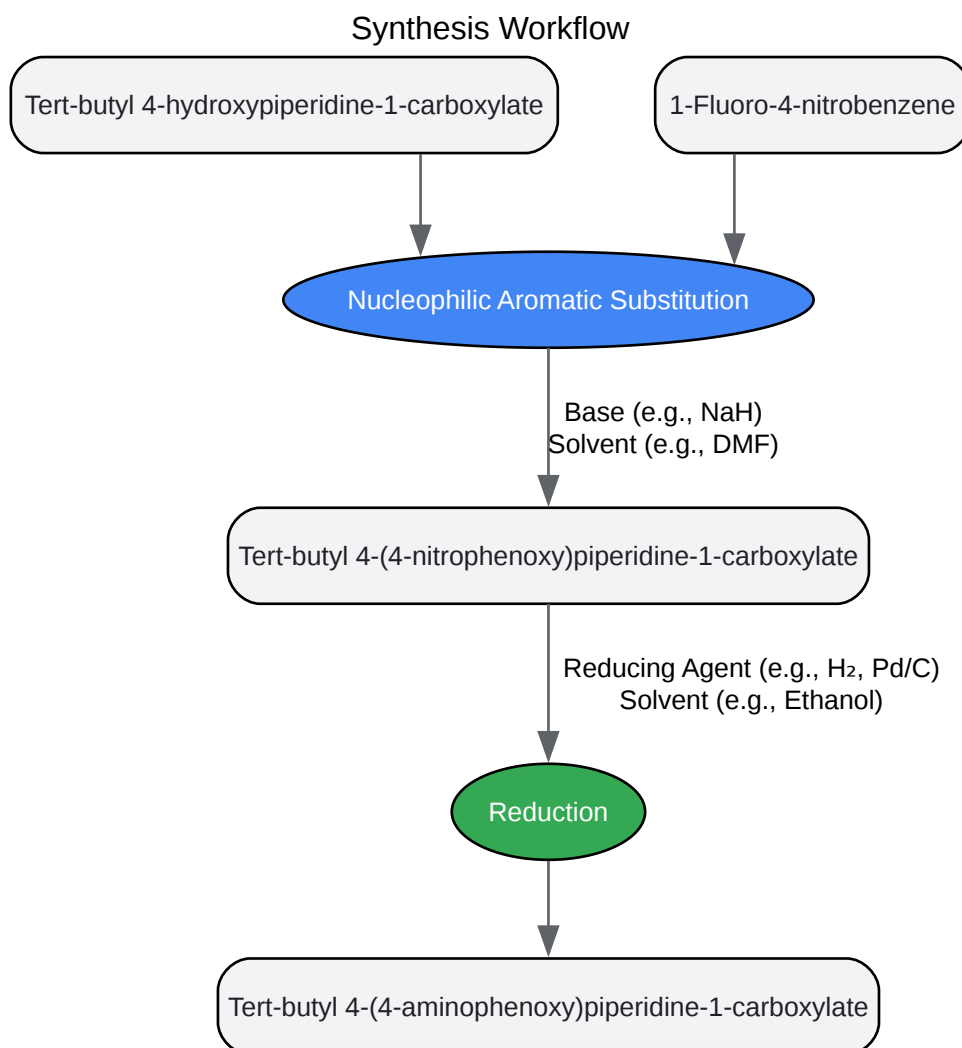 Synthesis Workflow
Tert-butyl 4-hydroxypiperidine-1-carboxylate
1-Fluoro-4-nitrobenzene
Nucleophilic Aromatic Substitution
Base (e.g., NaH)
Solvent (e.g., DMF)
Tert-butyl 4-(4-nitrophenoxy)piperidine-1-carboxylate
Reducing Agent (e.g., H₂, Pd/C)
Solvent (e.g., Ethanol)
Reduction
Tert-butyl 4-(4-aminophenoxy)piperidine-1-carboxylate